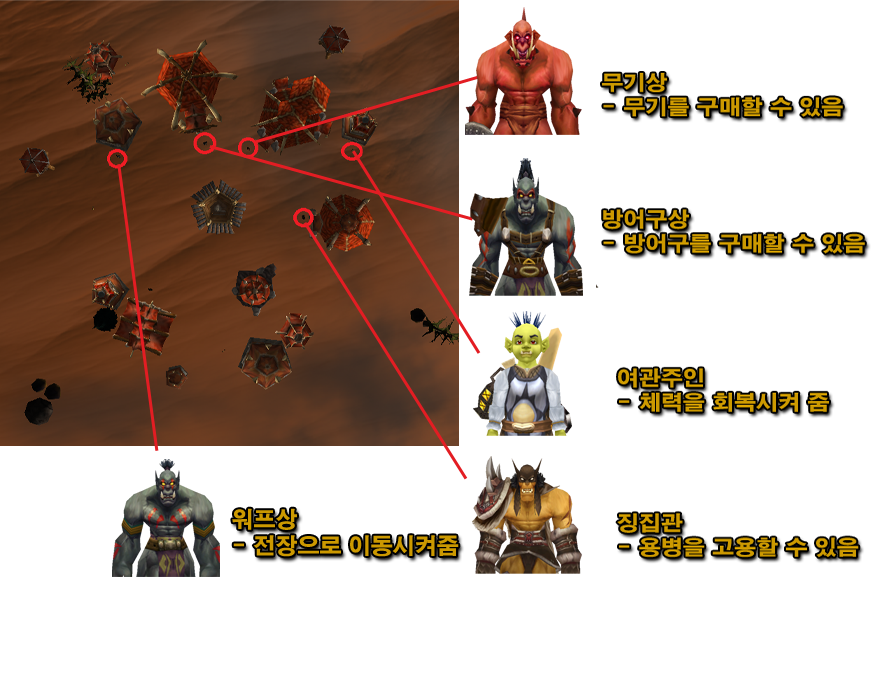 무기상
- 무기를 구매할 수 있음
방어구상
- 방어구를 구매할 수 있음
여관주인
- 체력을 회복시켜 줌
징집관
- 용병을 고용할 수 있음
워프상
- 전장으로 이동시켜줌